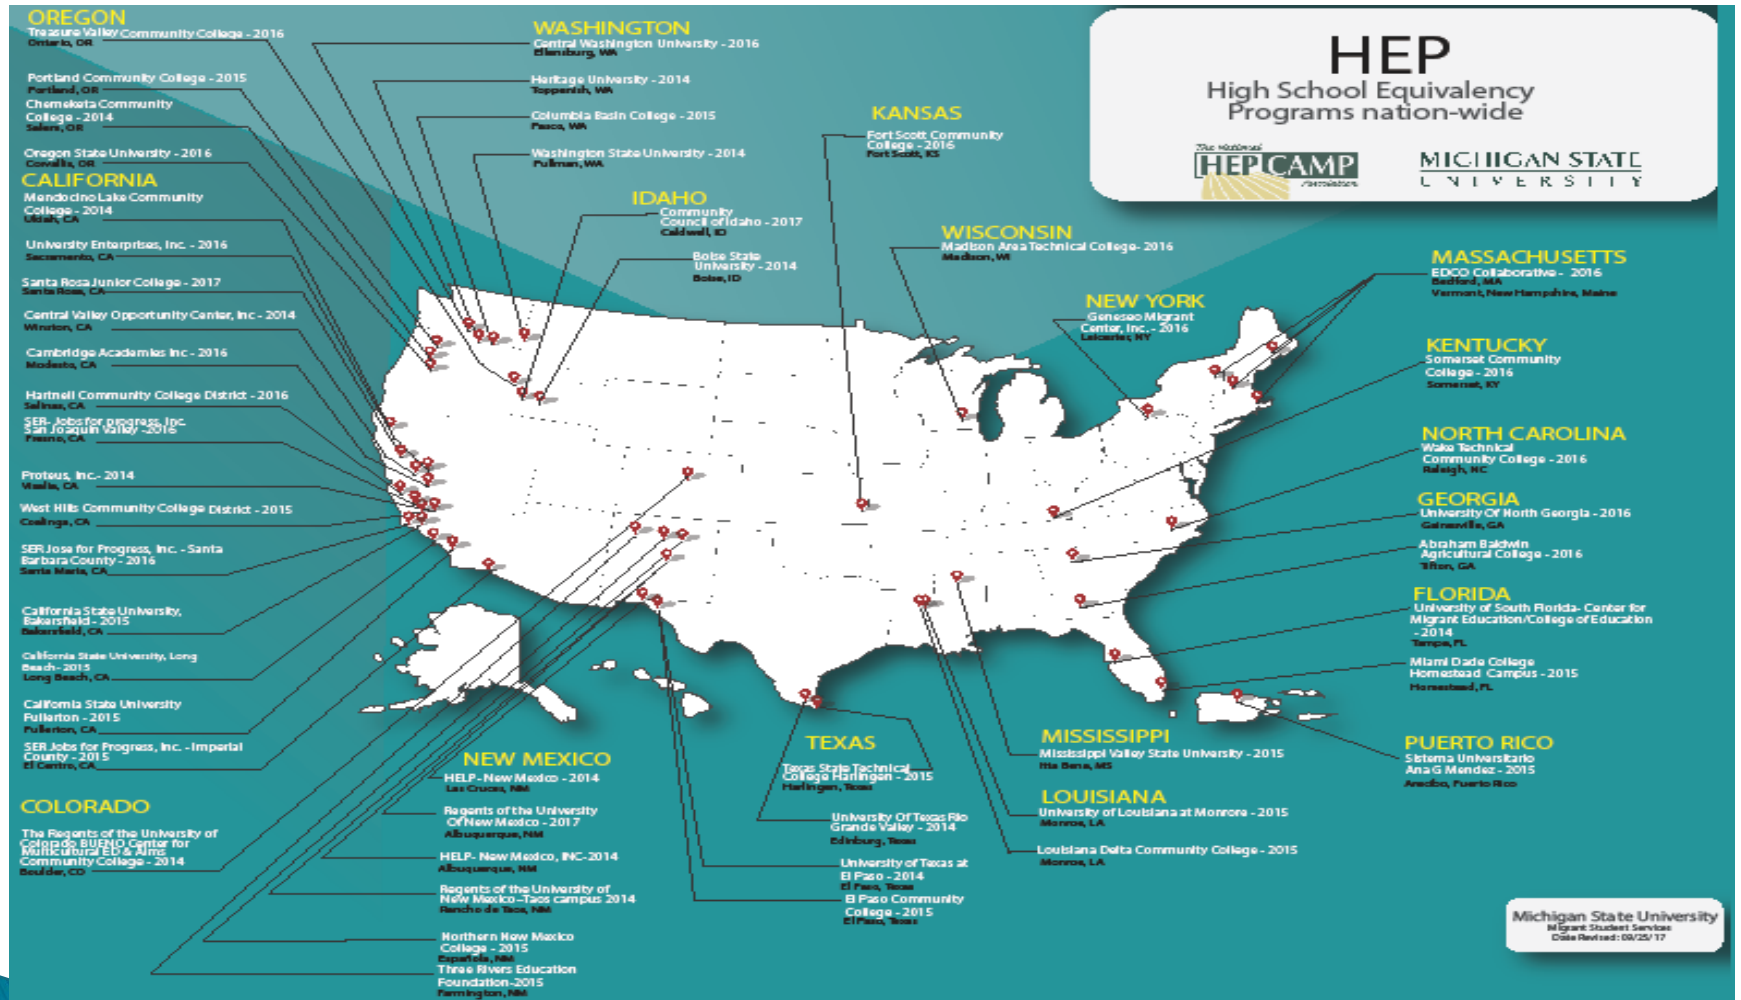 OREGON
Treasure Valley Community College - 2016
Ontario, OR
Portland Community College - 2015
Portland, OR
Chemeketa Community
College - 2014
Salem, OR
Oregon State University - 2016
Corvallis, OR
CALIFORNIA
Mendocino Lake Community
College - 2014
Ukiah, CA
University Enterprises, Inc. - 2016
Sacramento, CA
Santa Rosa Junior College - 2017
Santa Rosa, CA
Central Valley Opportunity Center, Inc - 2014
Winston, CA
Cambridge Academies Inc - 2016
Modesto, CA
Hartnell Community College District - 2016
Salinas, CA
SER- Jobs for progress, Inc.
San Joaquin Valley -2016
Fresno, CA
Proteus, Inc.- 2014
Visalia, CA
West Hills Community College District - 2015
Coalinga, CA
SER Jose for Progress, Inc. - Santa
Barbara County - 2016
Santa Maria, CA
California State University,
Bakersfield - 2015
Bakersfield, CA
California State University, Long
Beach- 2015
Long Beach, CA
California State University
Fullerton - 2015
Fullerton, CA
SER Jobs for Progress, Inc. - Imperial
County - 2015
El Centro, CA
COLORADO
The Regents of the University of
Colorado BUENO Center for
Multicultural ED & Aims
Community College - 2014
Boulder, CO
WASHINGTON
Central Washington University - 2016
Ellensburg, WA
Heritage University - 2014
Toppenish, WA
Columbia Basin College - 2015
Pasco, WA
Washington State University - 2014
Pullman, WA
IDAHO
Community
Council of Idaho - 2017
Caldwell, ID
Boise State
University - 2014
Boise, ID
KANSAS
Fort Scott Community
College - 2016
Fort Scott, KS
WISCONSIN
Madison Area Technical College- 2016
Madison, WI
NEW YORK
Geneseo Migrant
Center, Inc. - 2016
Leicester, NY
HEP
High School Equivalency
Programs nation-wide
The National
HEP CAMP
Association
MICHIGAN STATE
UNIVERSITY
MASSACHUSETTS
EDCO Collaborative - 2016
Bedford, MA
Vermont, New Hampshire, Maine
KENTUCKY
Somerset Community
College - 2016
Somerset, KY
NORTH CAROLINA
Wake Technical
Community College - 2016
Raleigh, NC
GEORGIA
University Of North Georgia - 2016
Gainesville, GA
Abraham Baldwin
Agricultural College - 2016
Tifton, GA
FLORIDA
University of South Florida- Center for
Migrant Education/College of Education
- 2014
Tampa, FL
Miami Dade College
Homestead Campus - 2015
Homestead, FL
PUERTO RICO
Sistema Universitario
Ana G Mendez - 2015
Arecibo, Puerto Rico
MISSISSIPPI
Mississippi Valley State University - 2015
Itta Bena, MS
LOUISIANA
University of Louisiana at Monrore - 2015
Monroe, LA
Louisiana Delta Community College - 2015
Monroe, LA
TEXAS
Texas State Technical
College Harlingen - 2015
Harlingen, Texas
University Of Texas Rio
Grande Valley - 2014
Edinburg, Texas
University of Texas at
El Paso - 2014
El Paso, Texas
El Paso Community
College - 2015
El Paso, Texas
NEW MEXICO
HELP- New Mexico - 2014
Las Cruces, NM
Regents of the University
Of New Mexico - 2017
Albuquerque, NM
HELP- New Mexico, INC-2014
Albuquerque, NM
Regents of the University of
New Mexico-Taos campus 2014
Rancho de Taos, NM
Northern New Mexico
College - 2015
Española, NM
Three Rivers Education
Foundation-2015
Farmington, NM
Michigan State University
Migrant Student Services
Date Revised: 09/25/17